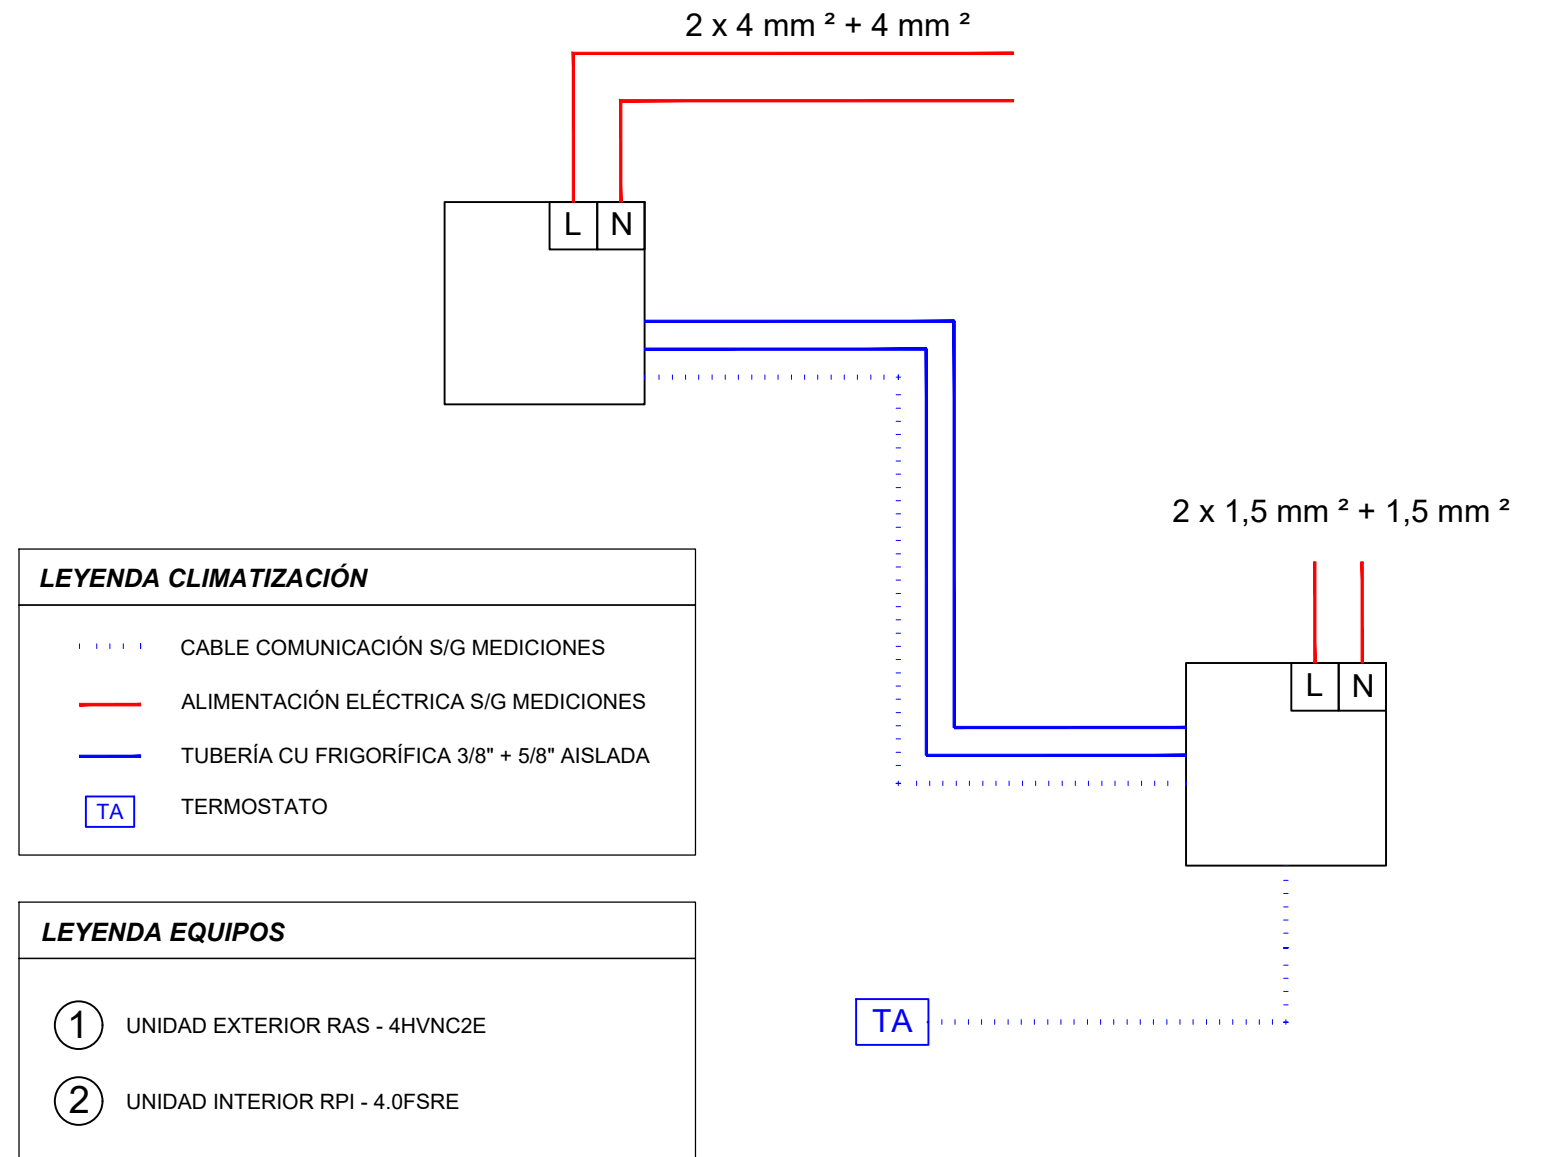 2 x 4 mm ² + 4 mm ²
L N
2 x 1,5 mm ² + 1,5 mm ²
L N
LEYENDA CLIMATIZACIÓN
CABLE COMUNICACIÓN S/G MEDICIONES
ALIMENTACIÓN ELÉCTRICA S/G MEDICIONES
TUBERÍA CU FRIGORÍFICA 3/8" + 5/8" AISLADA
TA TERMOSTATO
LEYENDA EQUIPOS
1 UNIDAD EXTERIOR RAS - 4HVNC2E
2 UNIDAD INTERIOR RPI - 4.0FSRE
TA